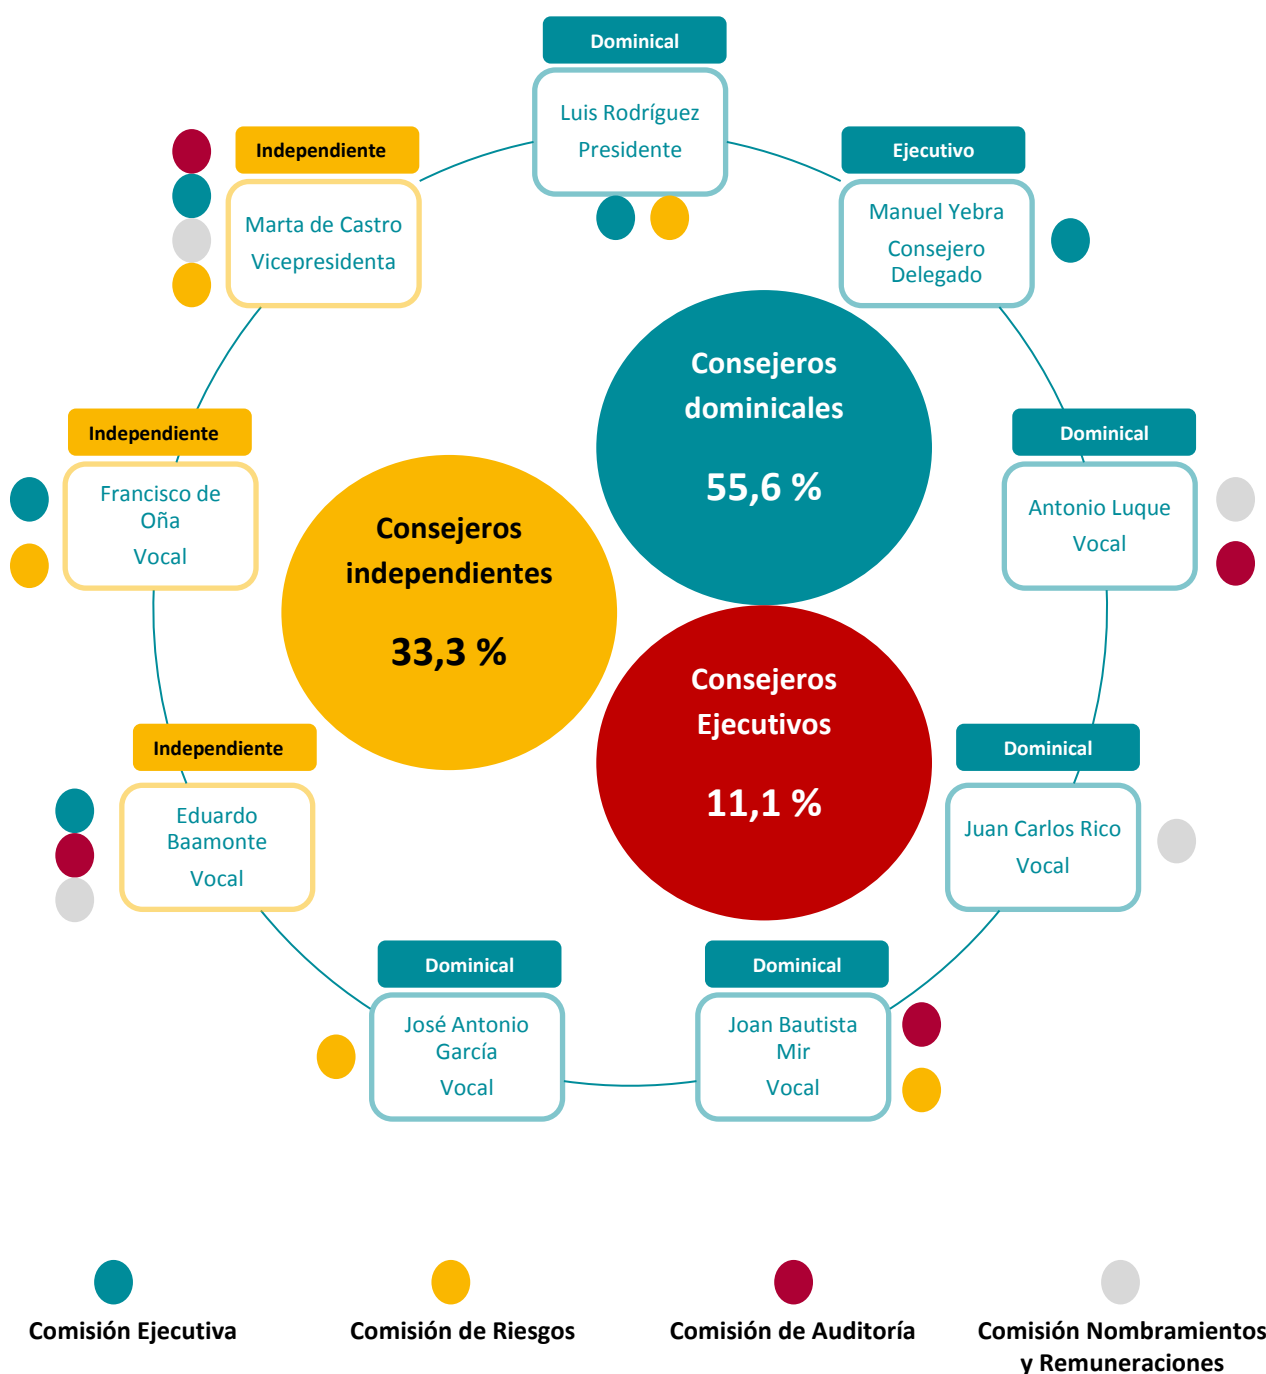 Dominical
Luis Rodríguez
Presidente
Independiente
Marta de Castro
Vicepresidenta
Ejecutivo
Manuel Yebra
Consejero
Delegado
Consejeros
dominicales
55,6 %
Independiente
Francisco de
Oña
Vocal
Dominical
Antonio Luque
Vocal
Consejeros
independientes
33,3 %
Consejeros
Ejecutivos
11,1 %
Independiente
Eduardo
Baamonte
Vocal
Dominical
Juan Carlos Rico
Vocal
Dominical
José Antonio
García
Vocal
Dominical
Joan Bautista
Mir
Vocal
Comisión Ejecutiva
Comisión de Riesgos
Comisión de Auditoría
Comisión Nombramientos
y Remuneraciones